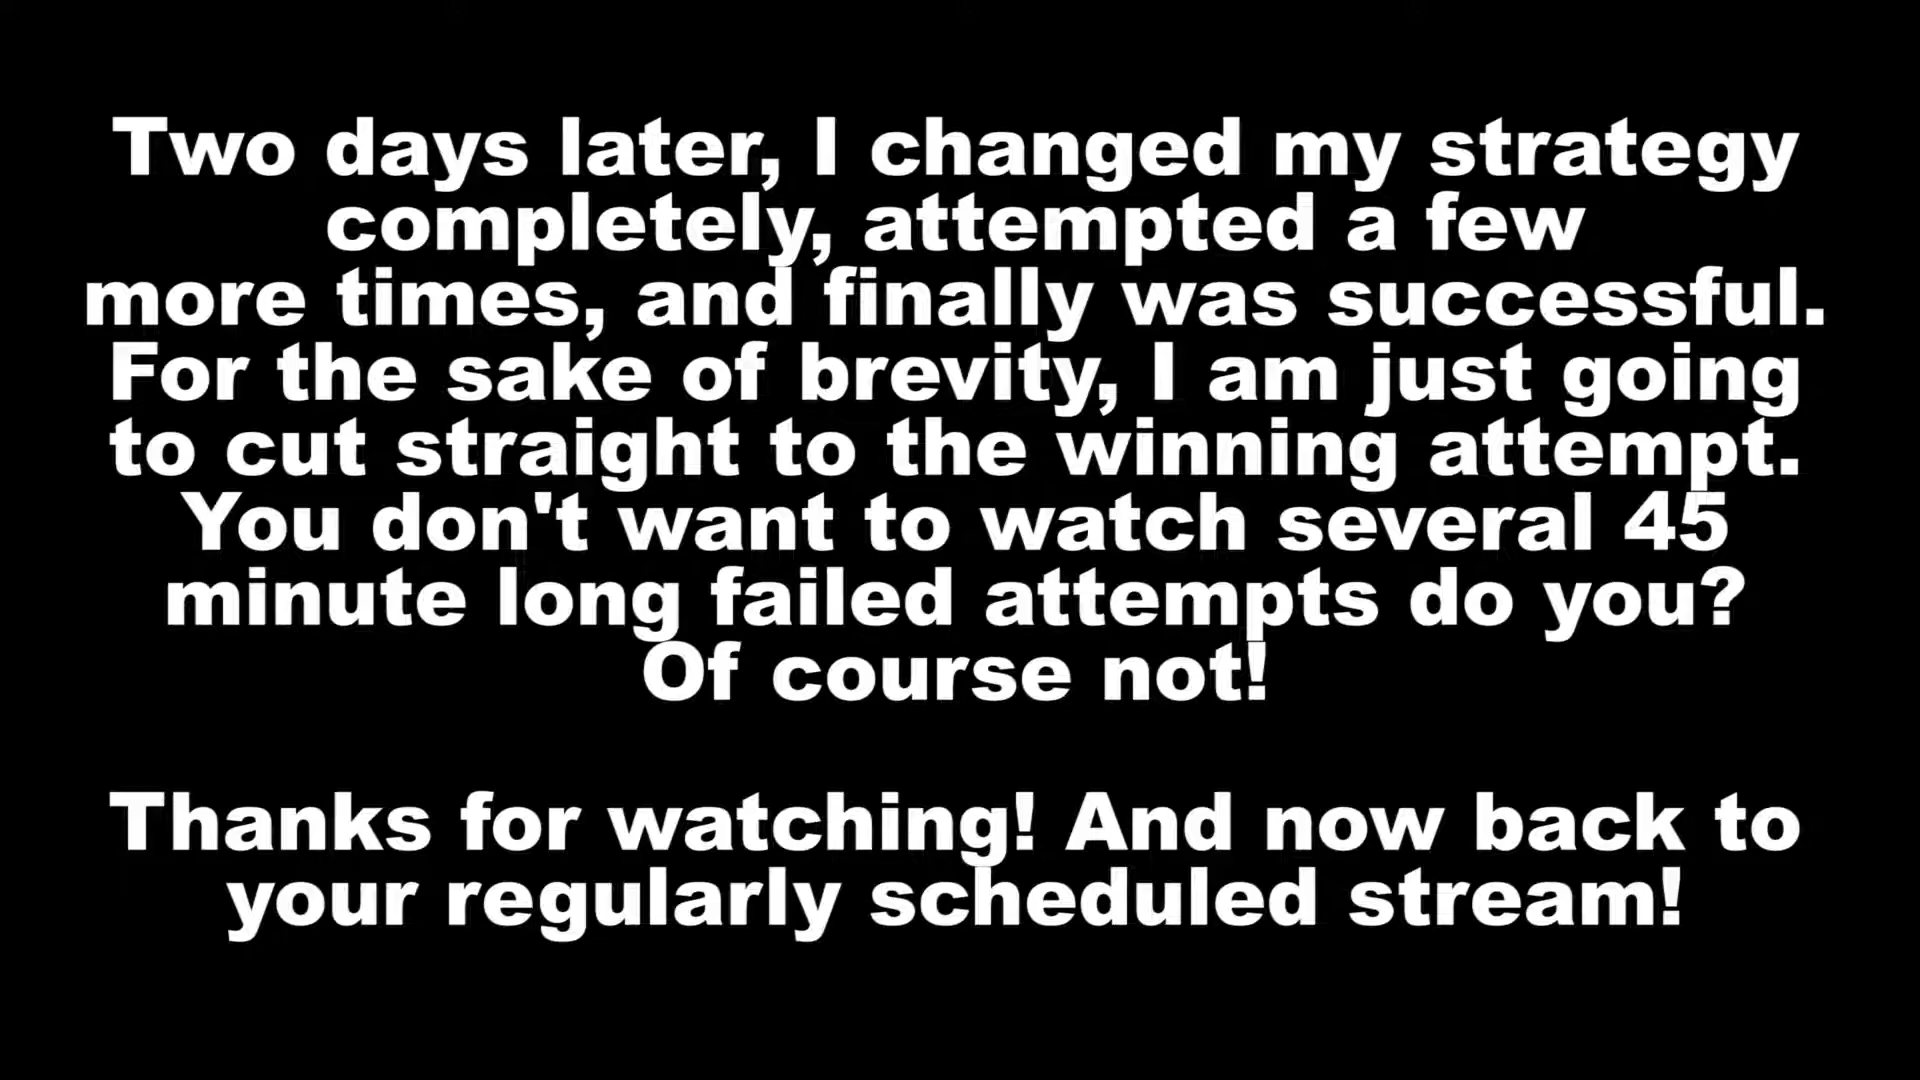 Two days later, I changed my strategy
completely, attempted a few
more times, and finally was successful.
For the sake of brevity, I am just going
to cut straight to the winning attempt.
You don't want to watch several 45
minute long failed attempts do you?
Of course not!
Thanks for watching! And now back to
your regularly scheduled stream!